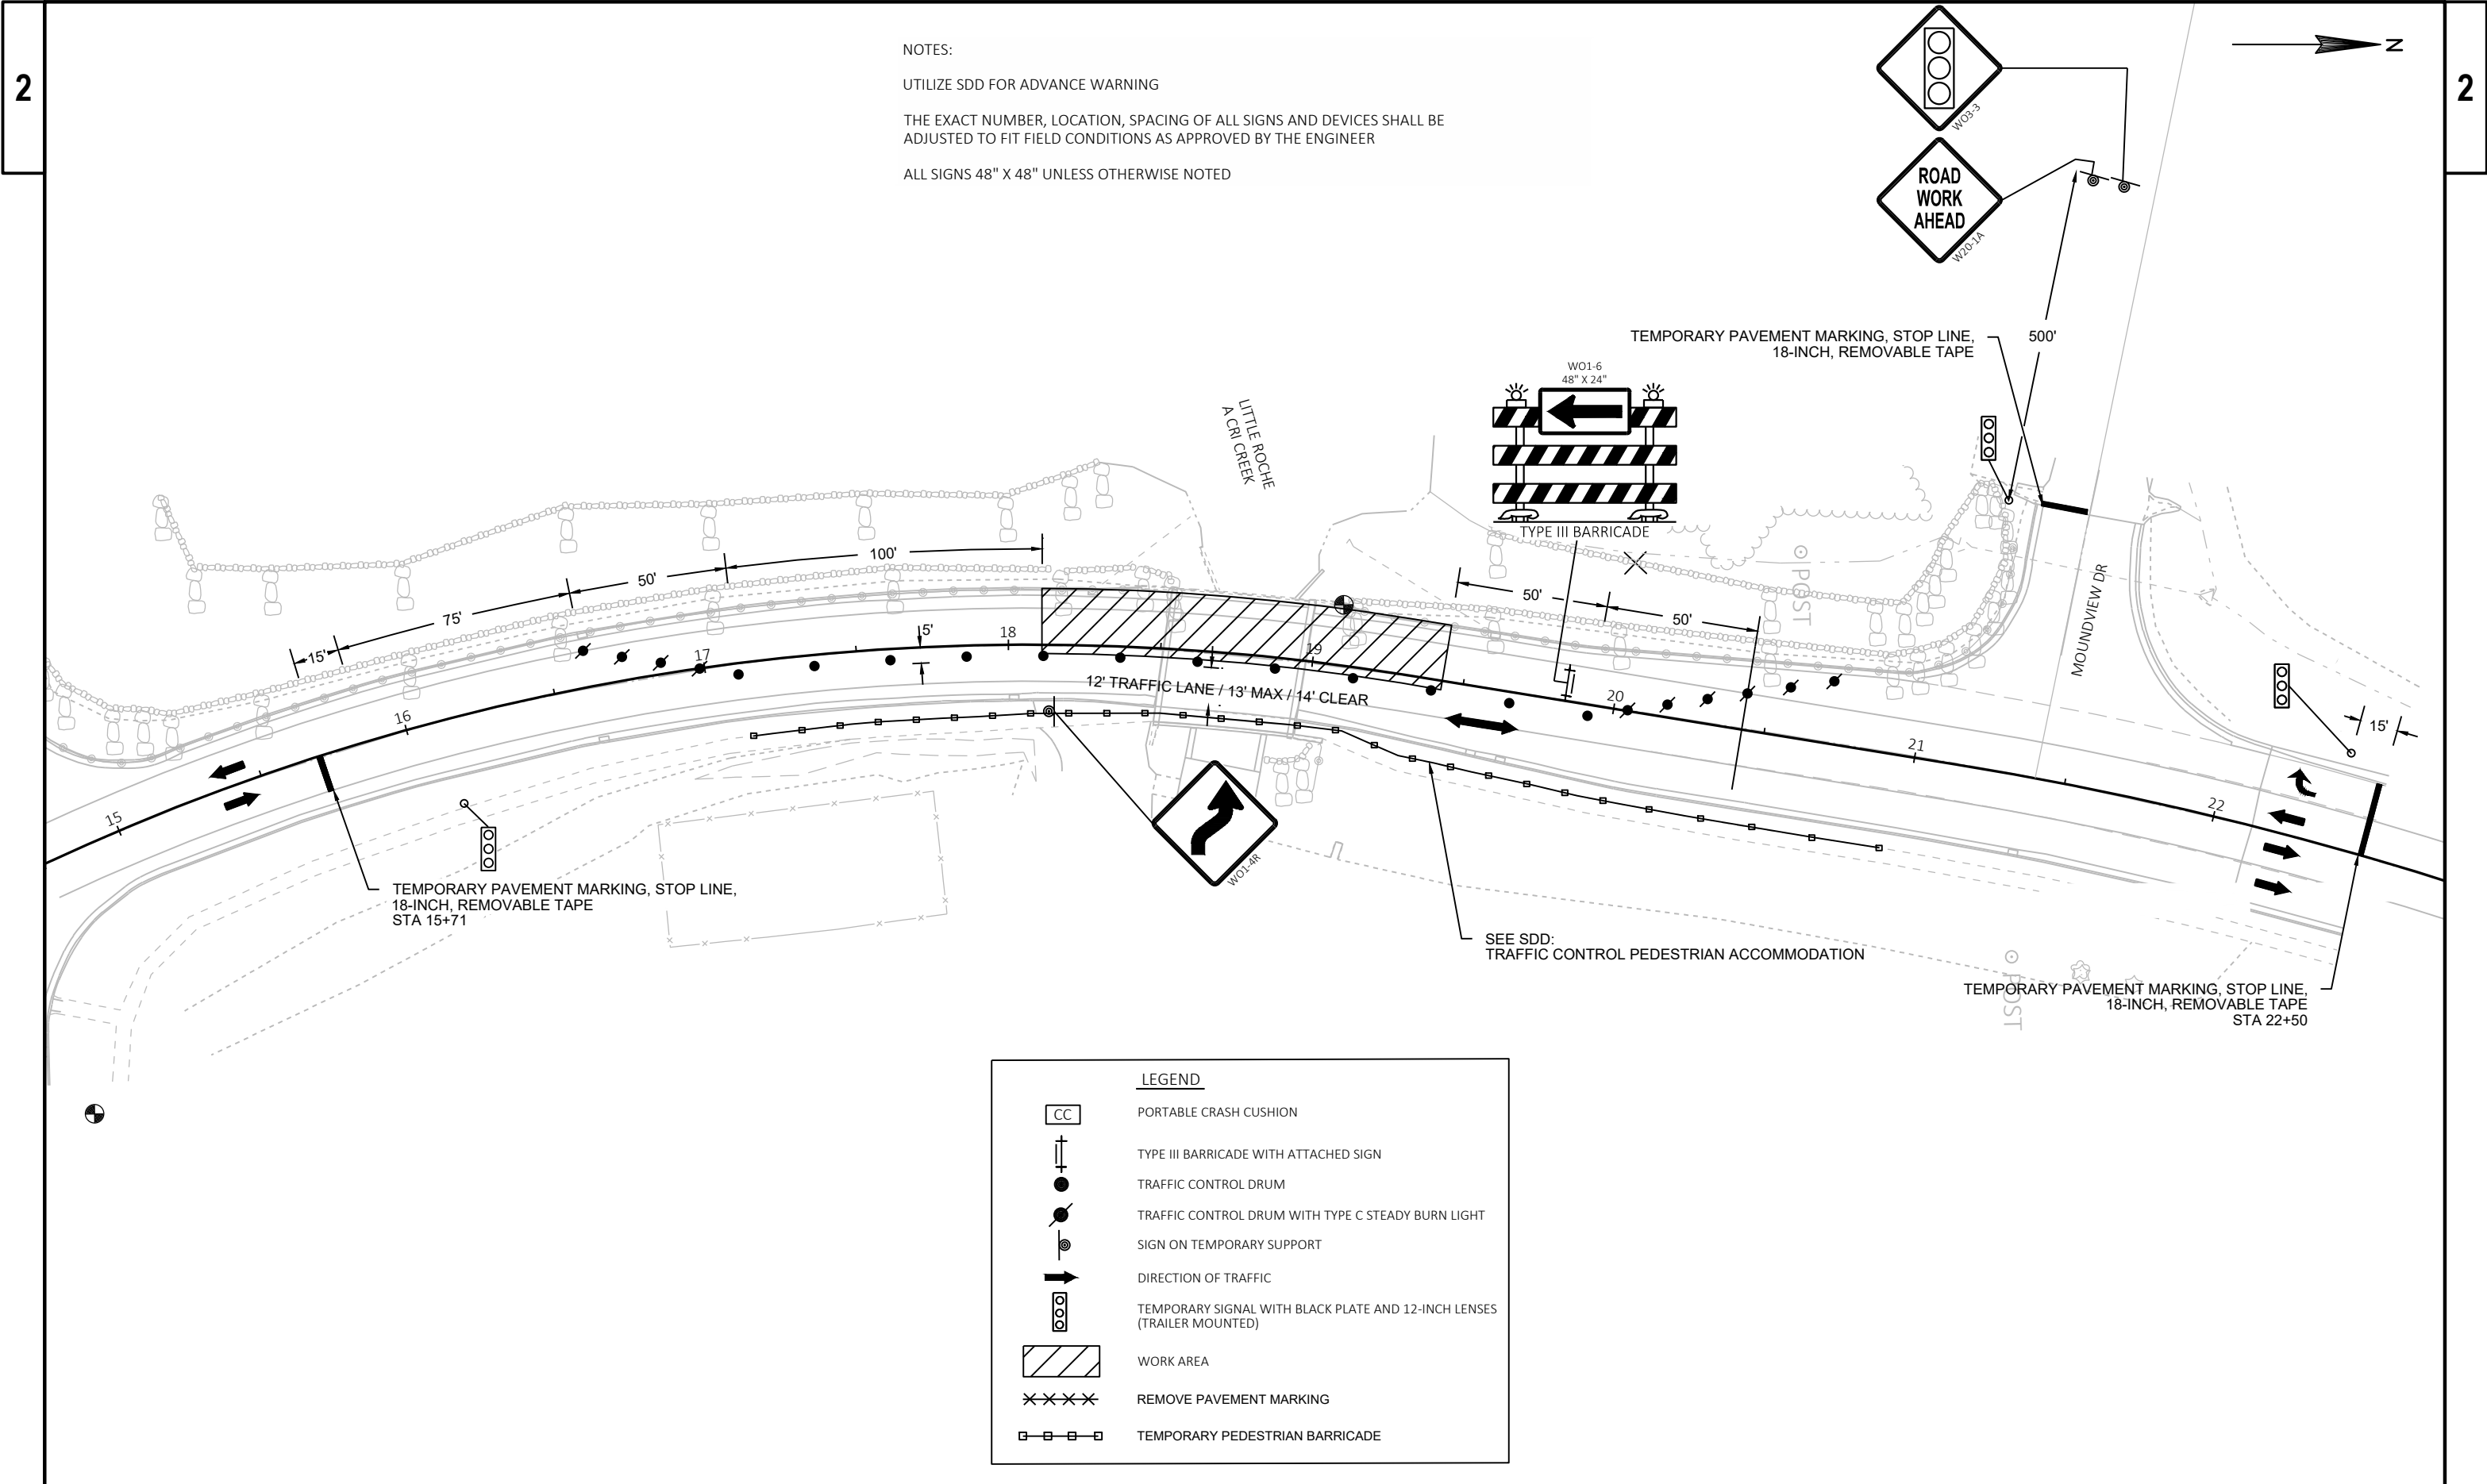 2
2
NOTES:
UTILIZE SDD FOR ADVANCE WARNING
THE EXACT NUMBER, LOCATION, SPACING OF ALL SIGNS AND DEVICES SHALL BE
ADJUSTED TO FIT FIELD CONDITIONS AS APPROVED BY THE ENGINEER
ALL SIGNS 48" X 48" UNLESS OTHERWISE NOTED
N
WO3-3
ROAD
WORK
AHEAD
W20-1A
TEMPORARY PAVEMENT MARKING, STOP LINE,
18-INCH, REMOVABLE TAPE
500'
WO1-6
48" X 24"
TYPE III BARRICADE
LITTLE ROCHE
A CRI CREEK
POST
MOUNDVIEW DR
15'
75'
50'
100'
5'
50'
50'
15'
15
16
17
18
19
20
21
22
12' TRAFFIC LANE / 13' MAX / 14' CLEAR
WO1-4R
TEMPORARY PAVEMENT MARKING, STOP LINE,
18-INCH, REMOVABLE TAPE
STA 15+71
SEE SDD:
TRAFFIC CONTROL PEDESTRIAN ACCOMMODATION
POST
TEMPORARY PAVEMENT MARKING, STOP LINE,
18-INCH, REMOVABLE TAPE
STA 22+50
LEGEND
CC
PORTABLE CRASH CUSHION
TYPE III BARRICADE WITH ATTACHED SIGN
TRAFFIC CONTROL DRUM
TRAFFIC CONTROL DRUM WITH TYPE C STEADY BURN LIGHT
SIGN ON TEMPORARY SUPPORT
DIRECTION OF TRAFFIC
TEMPORARY SIGNAL WITH BLACK PLATE AND 12-INCH LENSES
(TRAILER MOUNTED)
WORK AREA
REMOVE PAVEMENT MARKING
TEMPORARY PEDESTRIAN BARRICADE